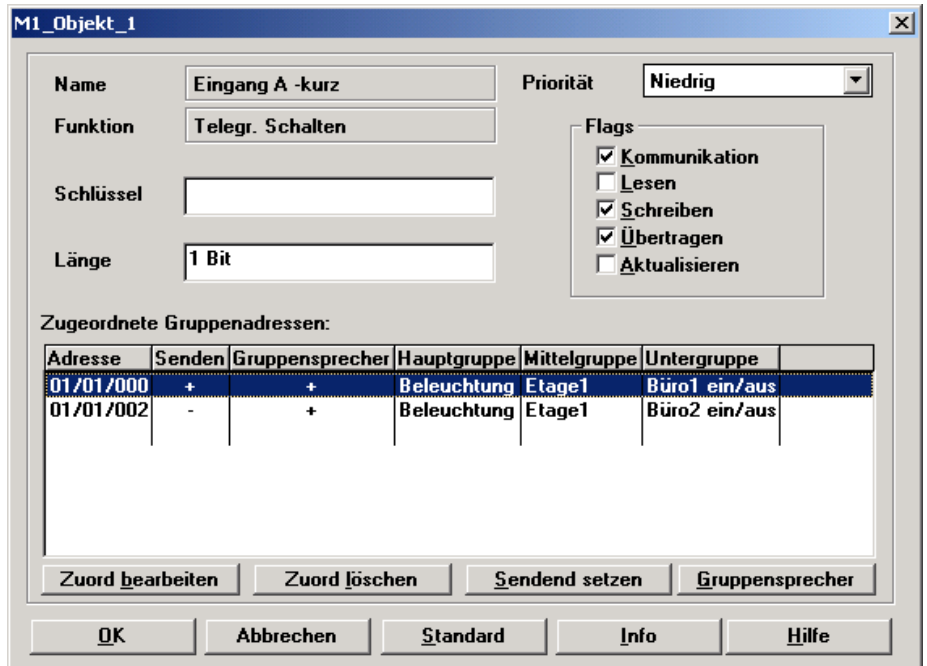 M1_Objekt_1
Name Eingang A -kurz Priorität Niedrig
Funktion Telegr. Schalten Flags
Kommunikation
Lesen
Schlüssel Schreiben
Übertragen
Länge 1 Bit Aktualisieren
Zugeordnete Gruppenadressen:
Adresse Senden Gruppensprecher Hauptgruppe Mittelgruppe Untergruppe
01/01/000 + + Beleuchtung Etage1 Büro1 ein/aus
01/01/002 - + Beleuchtung Etage1 Büro2 ein/aus
Zuord bearbeiten Zuord löschen Sendend setzen Gruppensprecher
OK Abbrechen Standard Info Hilfe